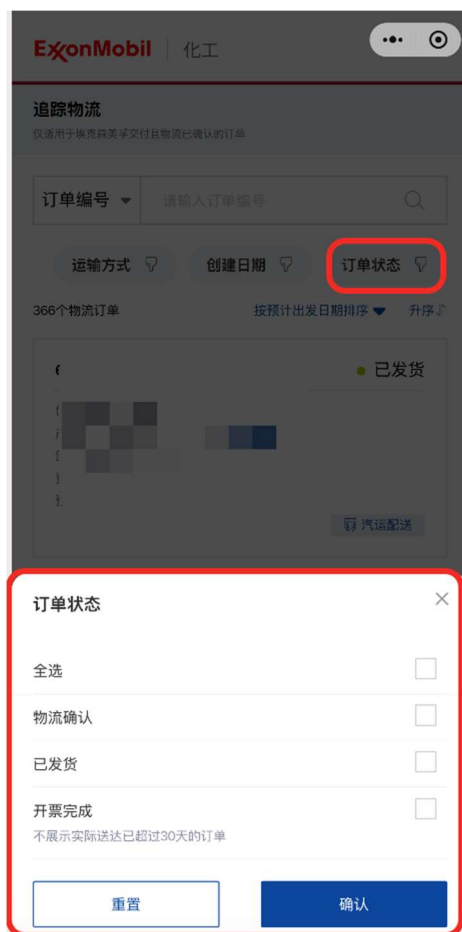 ExxonMobil 化工
追踪物流
仅适用于埃克森美孚交付且物流已确认的订单
订单编号 请输入订单编号
运输方式 创建日期 订单状态
366个物流订单 按预计出发日期排序 升序
已发货
汽运配送
订单状态
全选
物流确认
已发货
开票完成
不展示实际送达已超过30天的订单
重置 确认